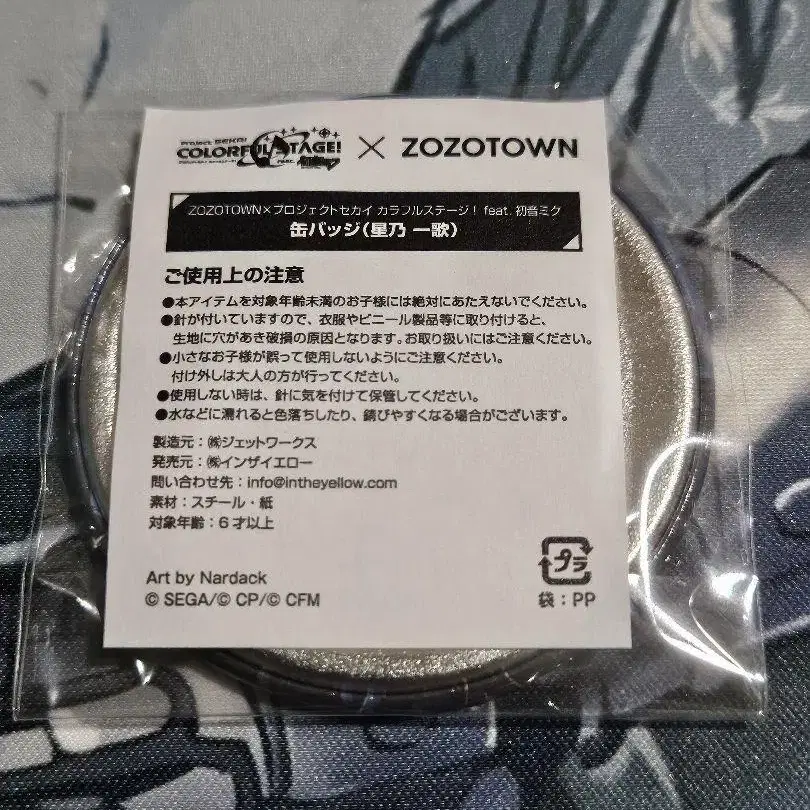 Project SEKAI
COLORFUL STAGE!
FEAT.
× ZOZOTOWN
ZOZOTOWN×プロジェクトセカイ カラフルステージ！ feat. 初音ミク
缶バッジ（星乃 一歌）
ご使用上の注意
●本アイテムを対象年齢未満のお子様には絶対にあたえないでください。
●針が付いていますので、衣服やビニール製品等に取り付けると、
生地に穴があき破損の原因となります。お取り扱いにはご注意ください。
●小さなお子様が誤って使用しないようにご注意ください。
付け外しは大人の方が行ってください。
●使用しない時は、針に気を付けて保管してください。
●水などに濡れると色落ちしたり、錆びやすくなる場合がございます。
製造元：㈱ジェットワークス
発売元：㈱インザイエロー
問い合わせ先：info@intheyellow.com
素材：スチール・紙
対象年齢：6才以上
Art by Nardack
© SEGA/© CP/© CFM
プラ
袋：PP